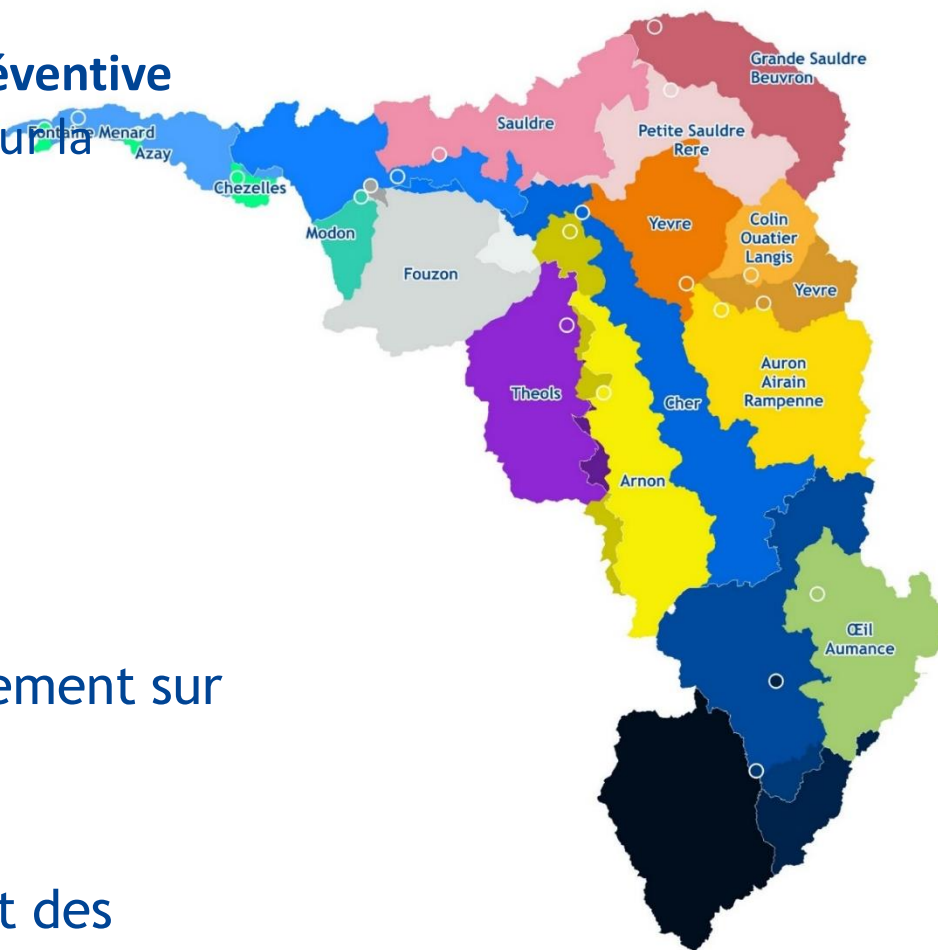 éventive
ur la
Fontaine Menard
Azay
Chezelles
Modon
Fouzon
Sauldre
Grande Sauldre
Beuvron
Petite Sauldre
Rere
Yevre
Colin
Ouatier
Langis
Yevre
Theols
Arnon
Cher
Auron
Airain
Rampenne
Œil
Aumance
ement sur
t des